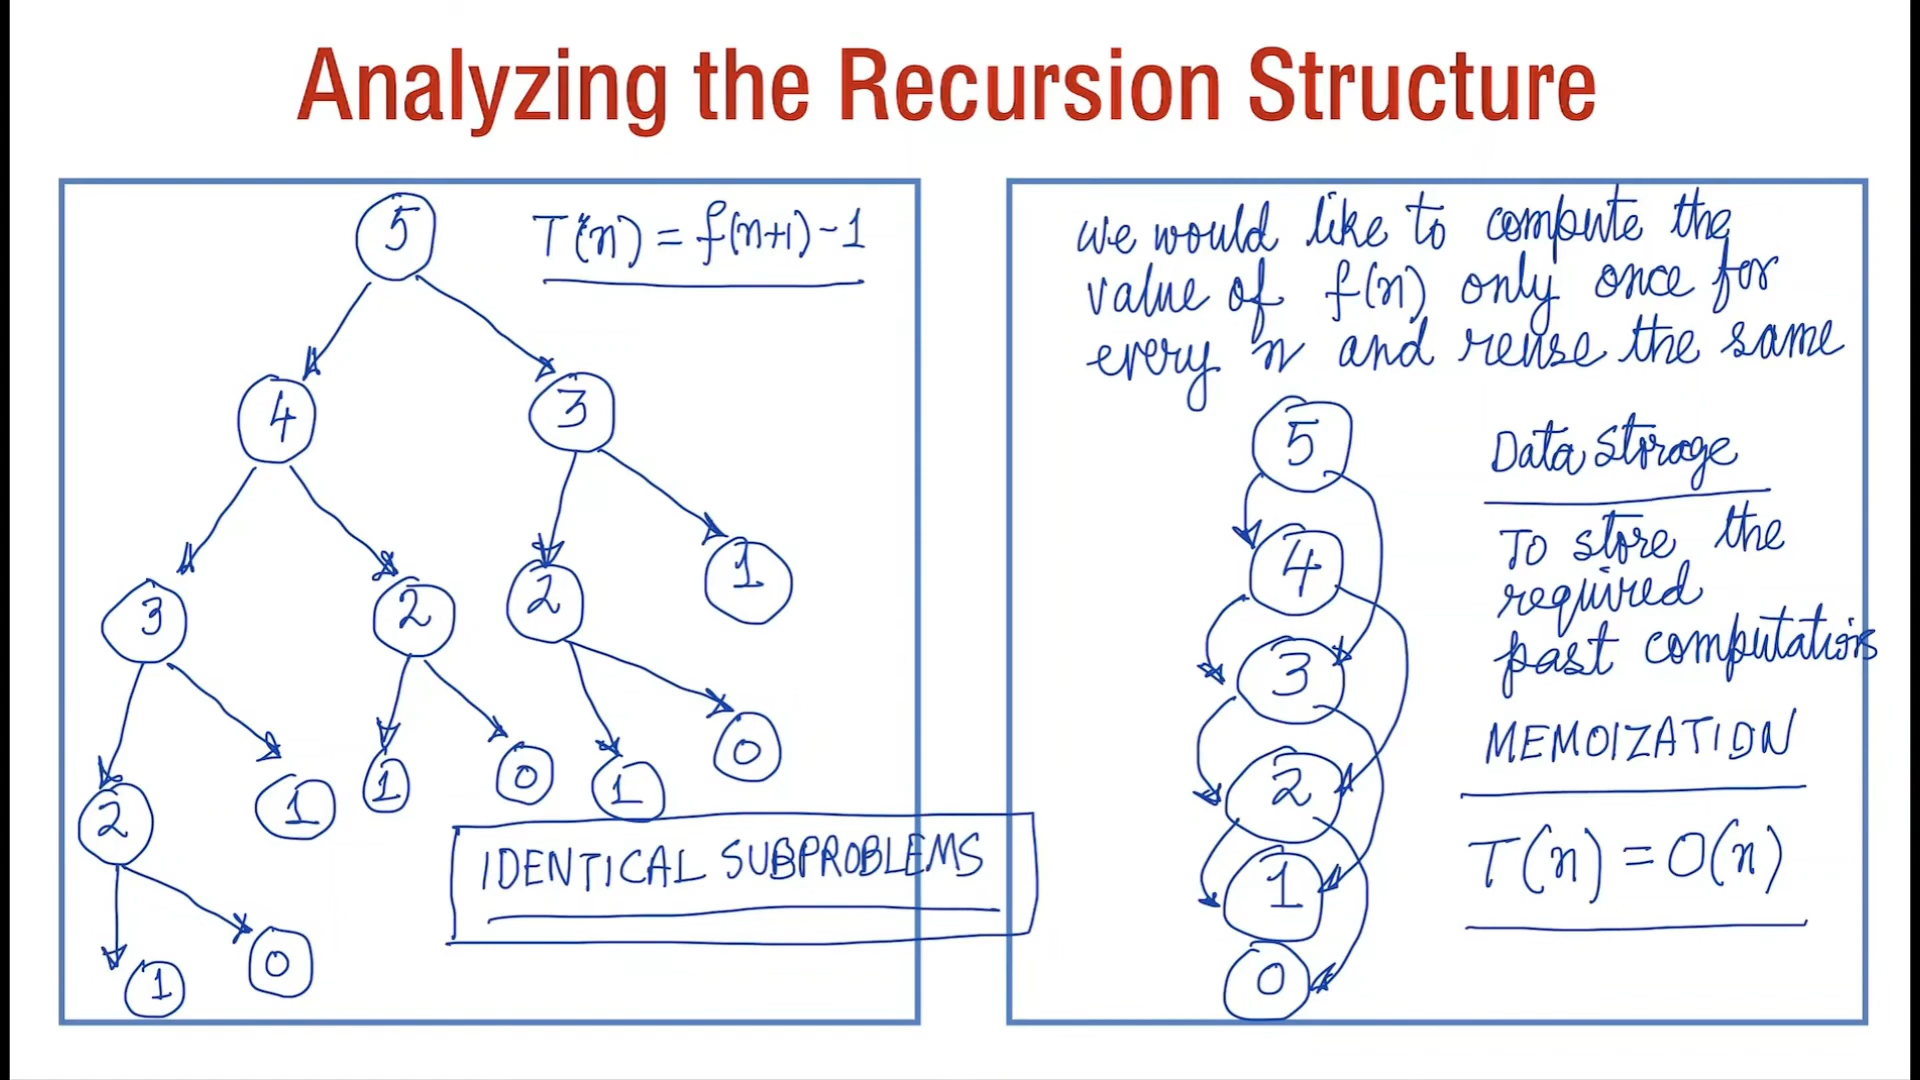 Analyzing the Recursion Structure
5
T(n) = f(n+1) - 1
4
3
3
2
2
1
2
1
1
0
1
0
1
0
IDENTICAL SUBPROBLEMS
we would like to compute the
value of f(n) only once for
every n and reuse the same
5
4
3
2
1
0
Data Storage
To store the
required
past computations
MEMOIZATION
T(n) = O(n)